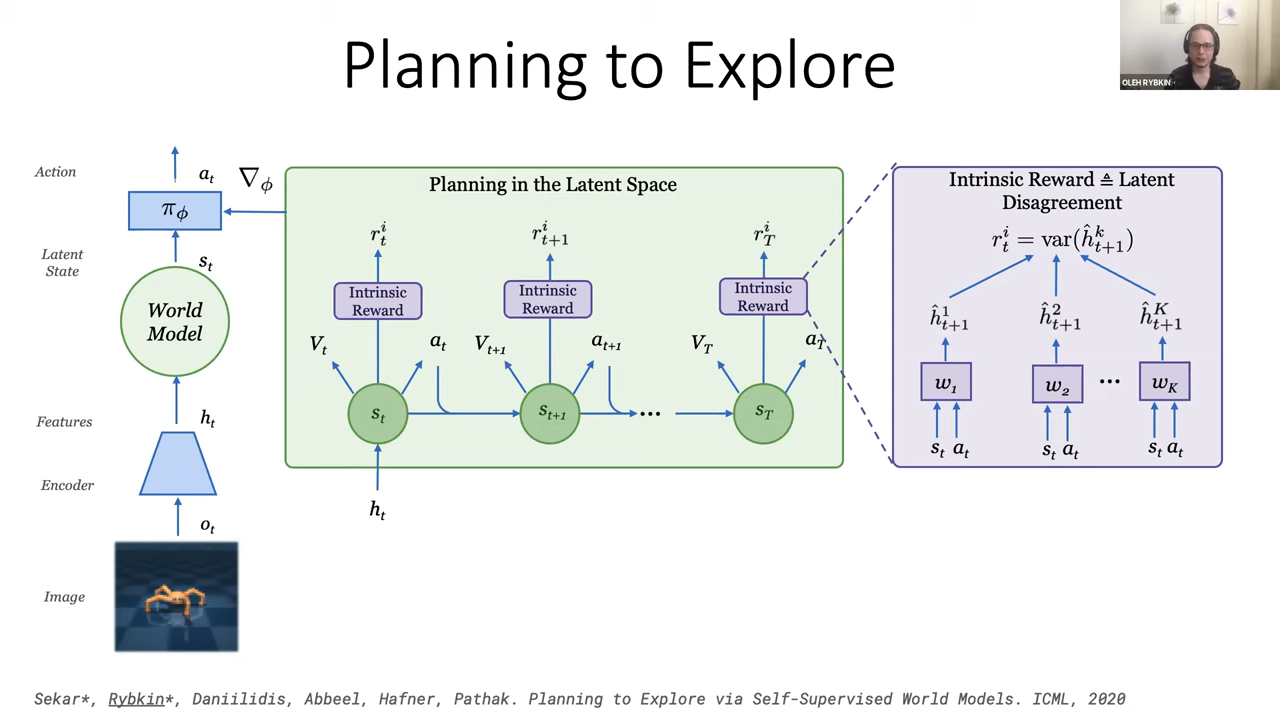 Planning to Explore
OLEH RYBKIN
Action
a_t
∇_ϕ
π_ϕ
Latent
State
s_t
World
Model
Features
h_t
Encoder
o_t
Image
Planning in the Latent Space
r^i_t
r^i_{t+1}
r^i_T
Intrinsic
Reward
Intrinsic
Reward
Intrinsic
Reward
V_t
a_t
V_{t+1}
a_{t+1}
V_T
a_T
s_t
s_{t+1}
...
s_T
h_t
Intrinsic Reward ≜ Latent
Disagreement
r^i_t = var(ĥ^k_{t+1})
ĥ^1_{t+1}
ĥ^2_{t+1}
ĥ^K_{t+1}
w_1
w_2
...
w_K
s_t a_t
s_t a_t
s_t a_t
Sekar*, Rybkin*, Daniilidis, Abbeel, Hafner, Pathak. Planning to Explore via Self-Supervised World Models. ICML, 2020